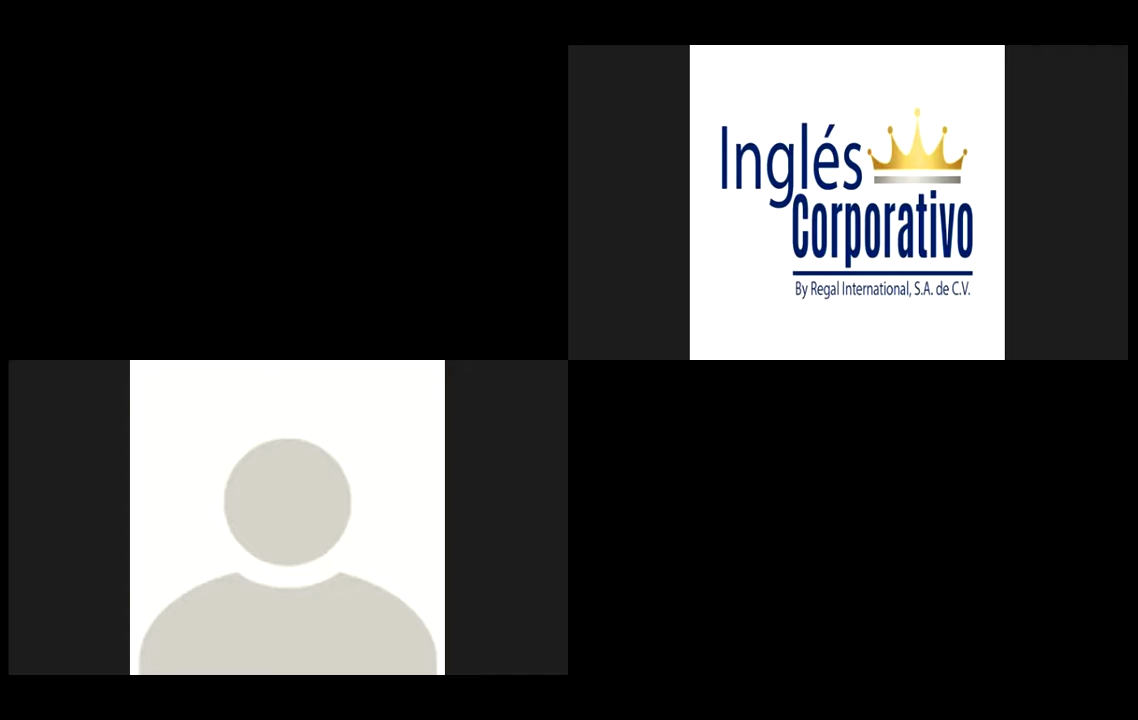 Inglés
Corporativo
By Regal International, S.A. de C.V.